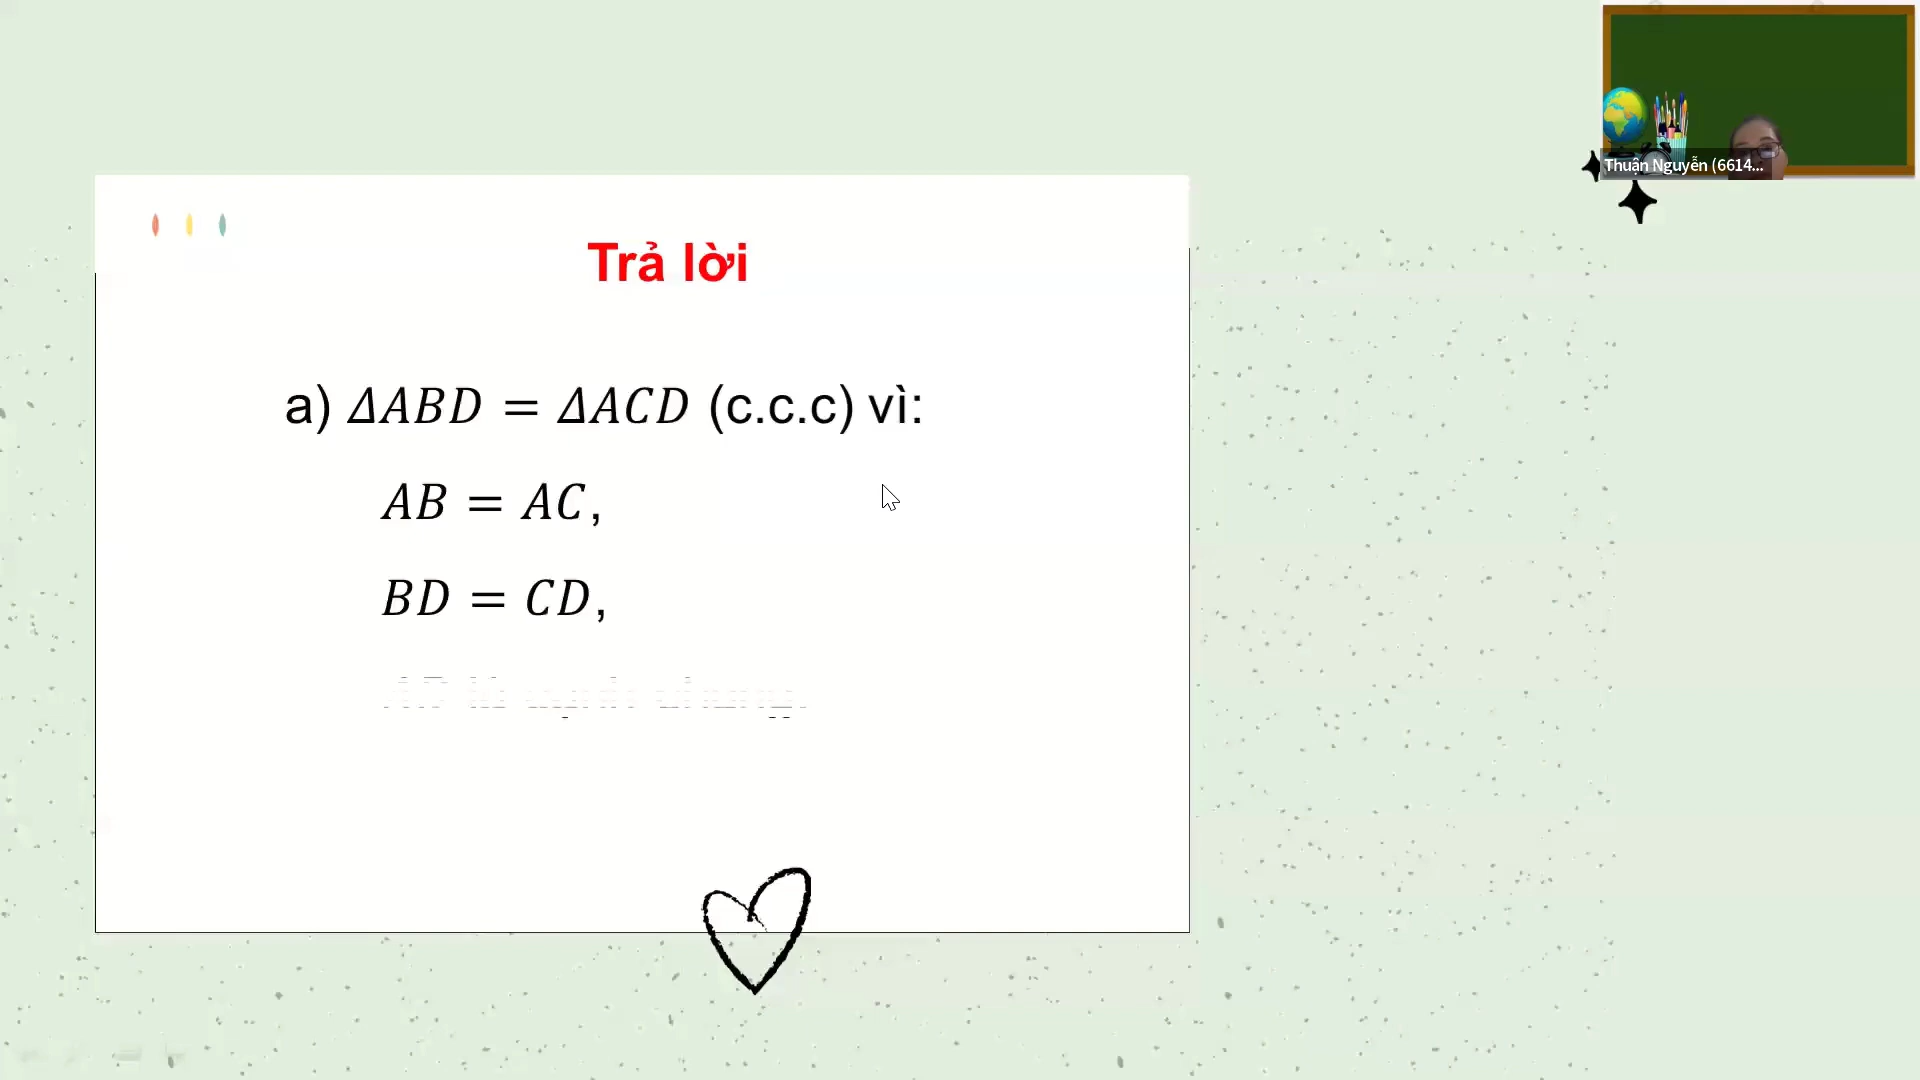 Thuận Nguyễn (6614...
Trả lời
a) ΔABD = ΔACD (c.c.c) vì:
AB = AC,
BD = CD,